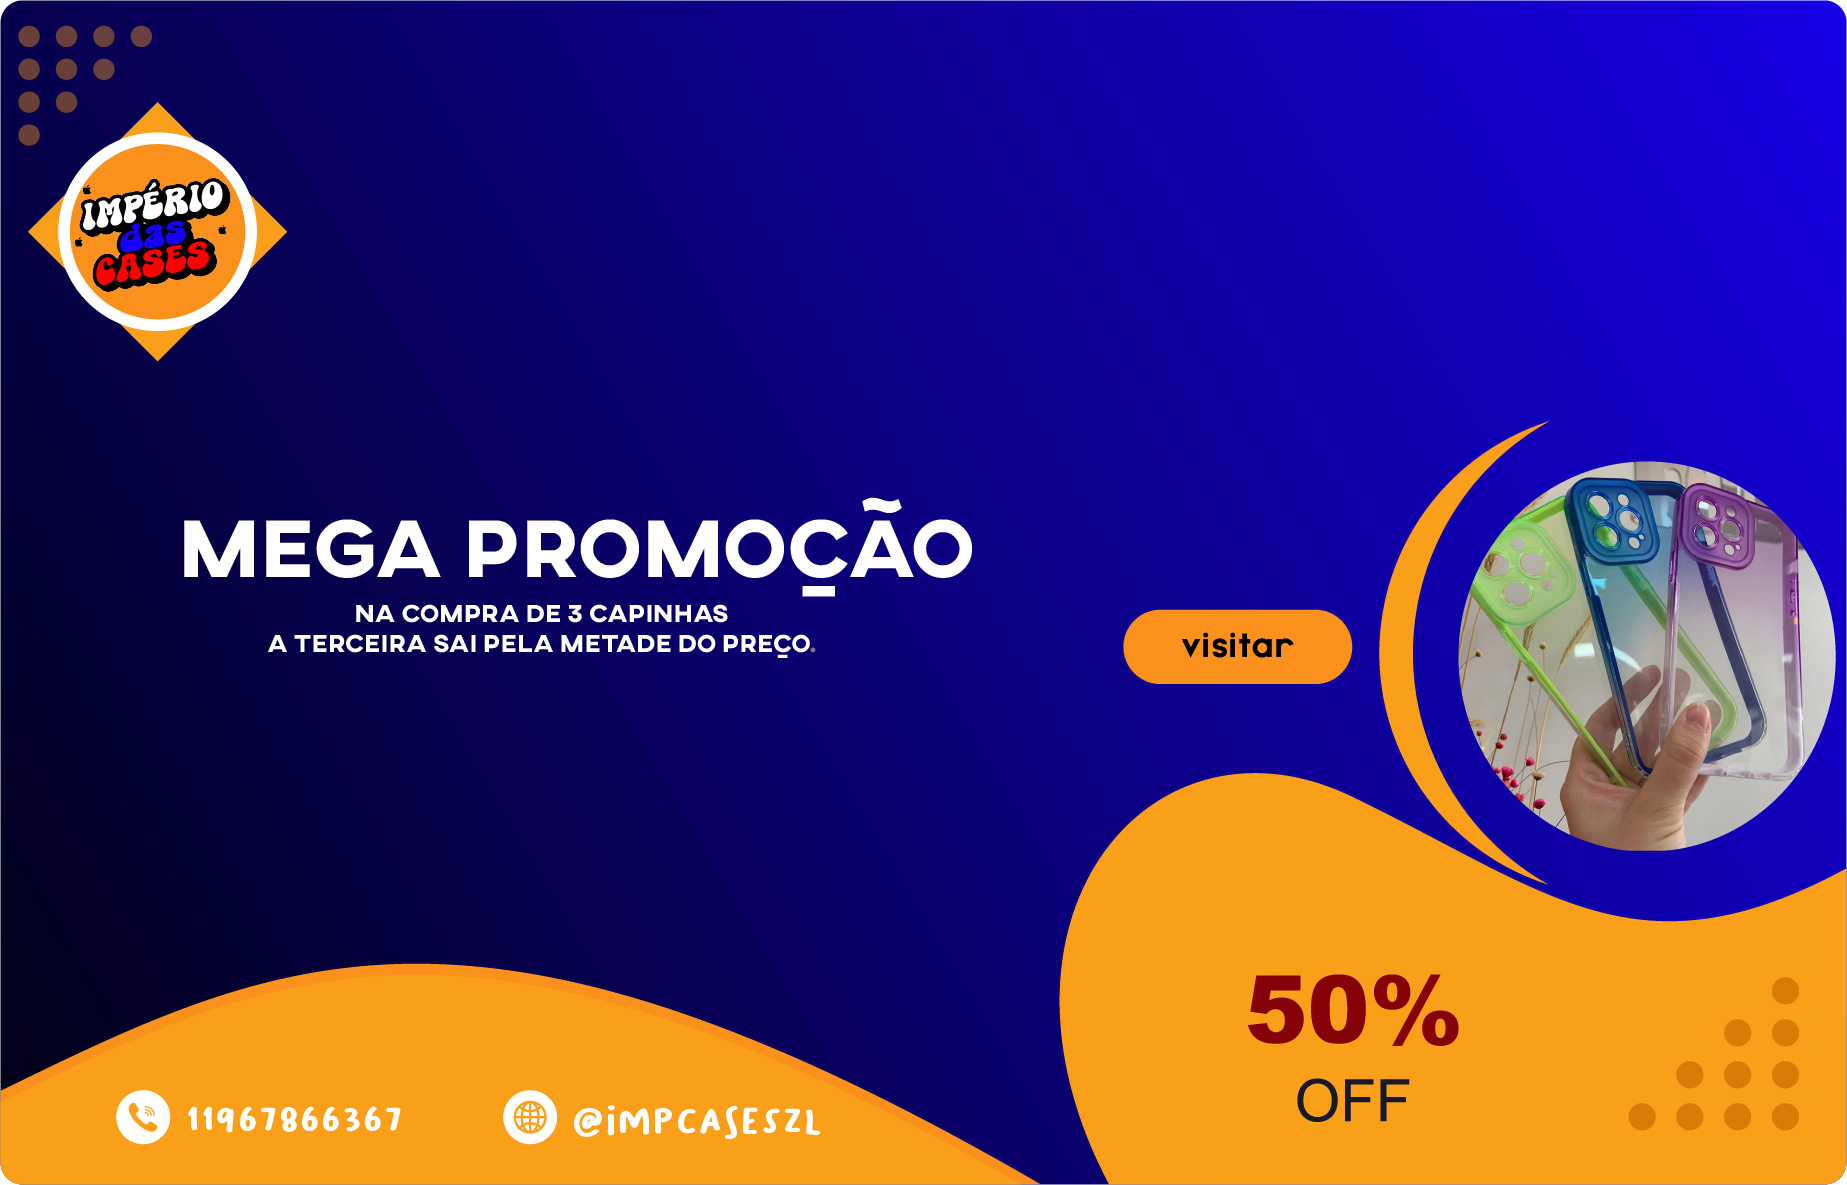 IMPÉRIO
das
CASES
MEGA PROMOÇÃO
NA COMPRA DE 3 CAPINHAS
A TERCEIRA SAI PELA METADE DO PREÇO.
visitar
50%
OFF
11967866367
@iMPCASESZL